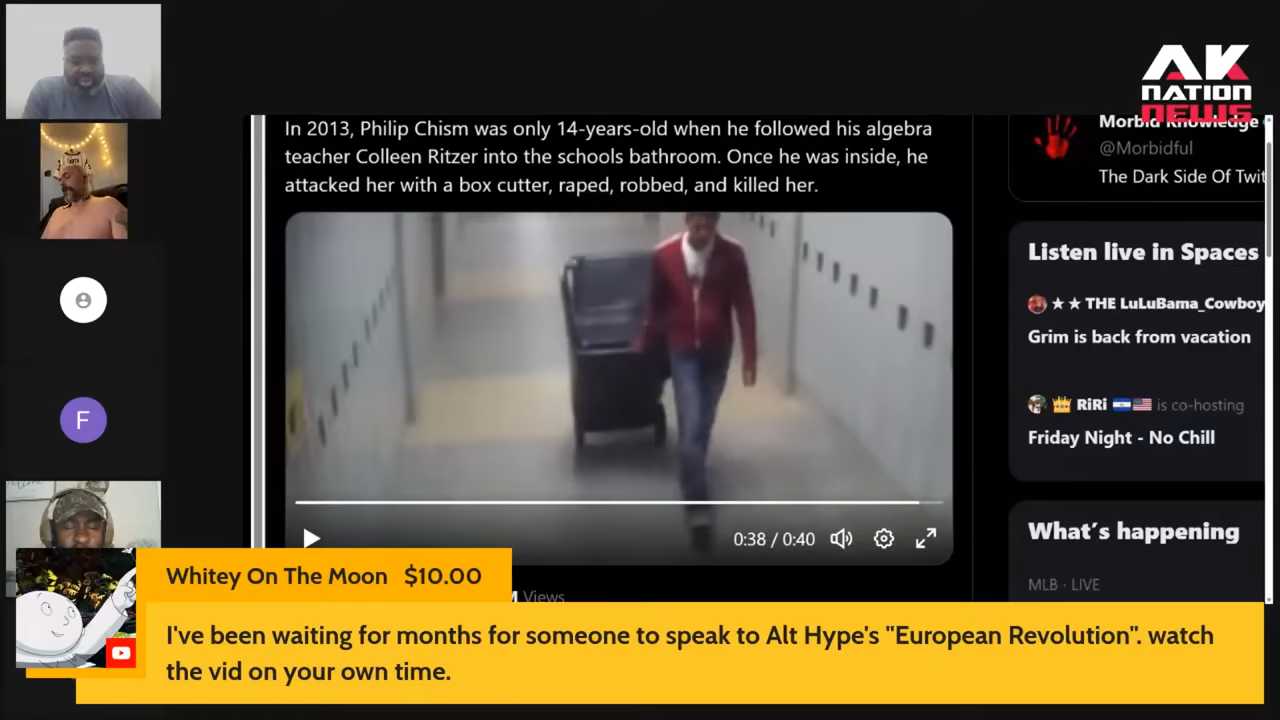 AK
NATION
NEWS
In 2013, Philip Chism was only 14-years-old when he followed his algebra
teacher Colleen Ritzer into the schools bathroom. Once he was inside, he
attacked her with a box cutter, raped, robbed, and killed her.
0:38 / 0:40
Views
Morbid Knowledge
@Morbidful
The Dark Side Of Twit
Listen live in Spaces
★ ★ THE LuLuBama_Cowboy
Grim is back from vacation
RiRi is co-hosting
Friday Night - No Chill
What's happening
MLB · LIVE
F
Whitey On The Moon $10.00
I've been waiting for months for someone to speak to Alt Hype's "European Revolution". watch
the vid on your own time.